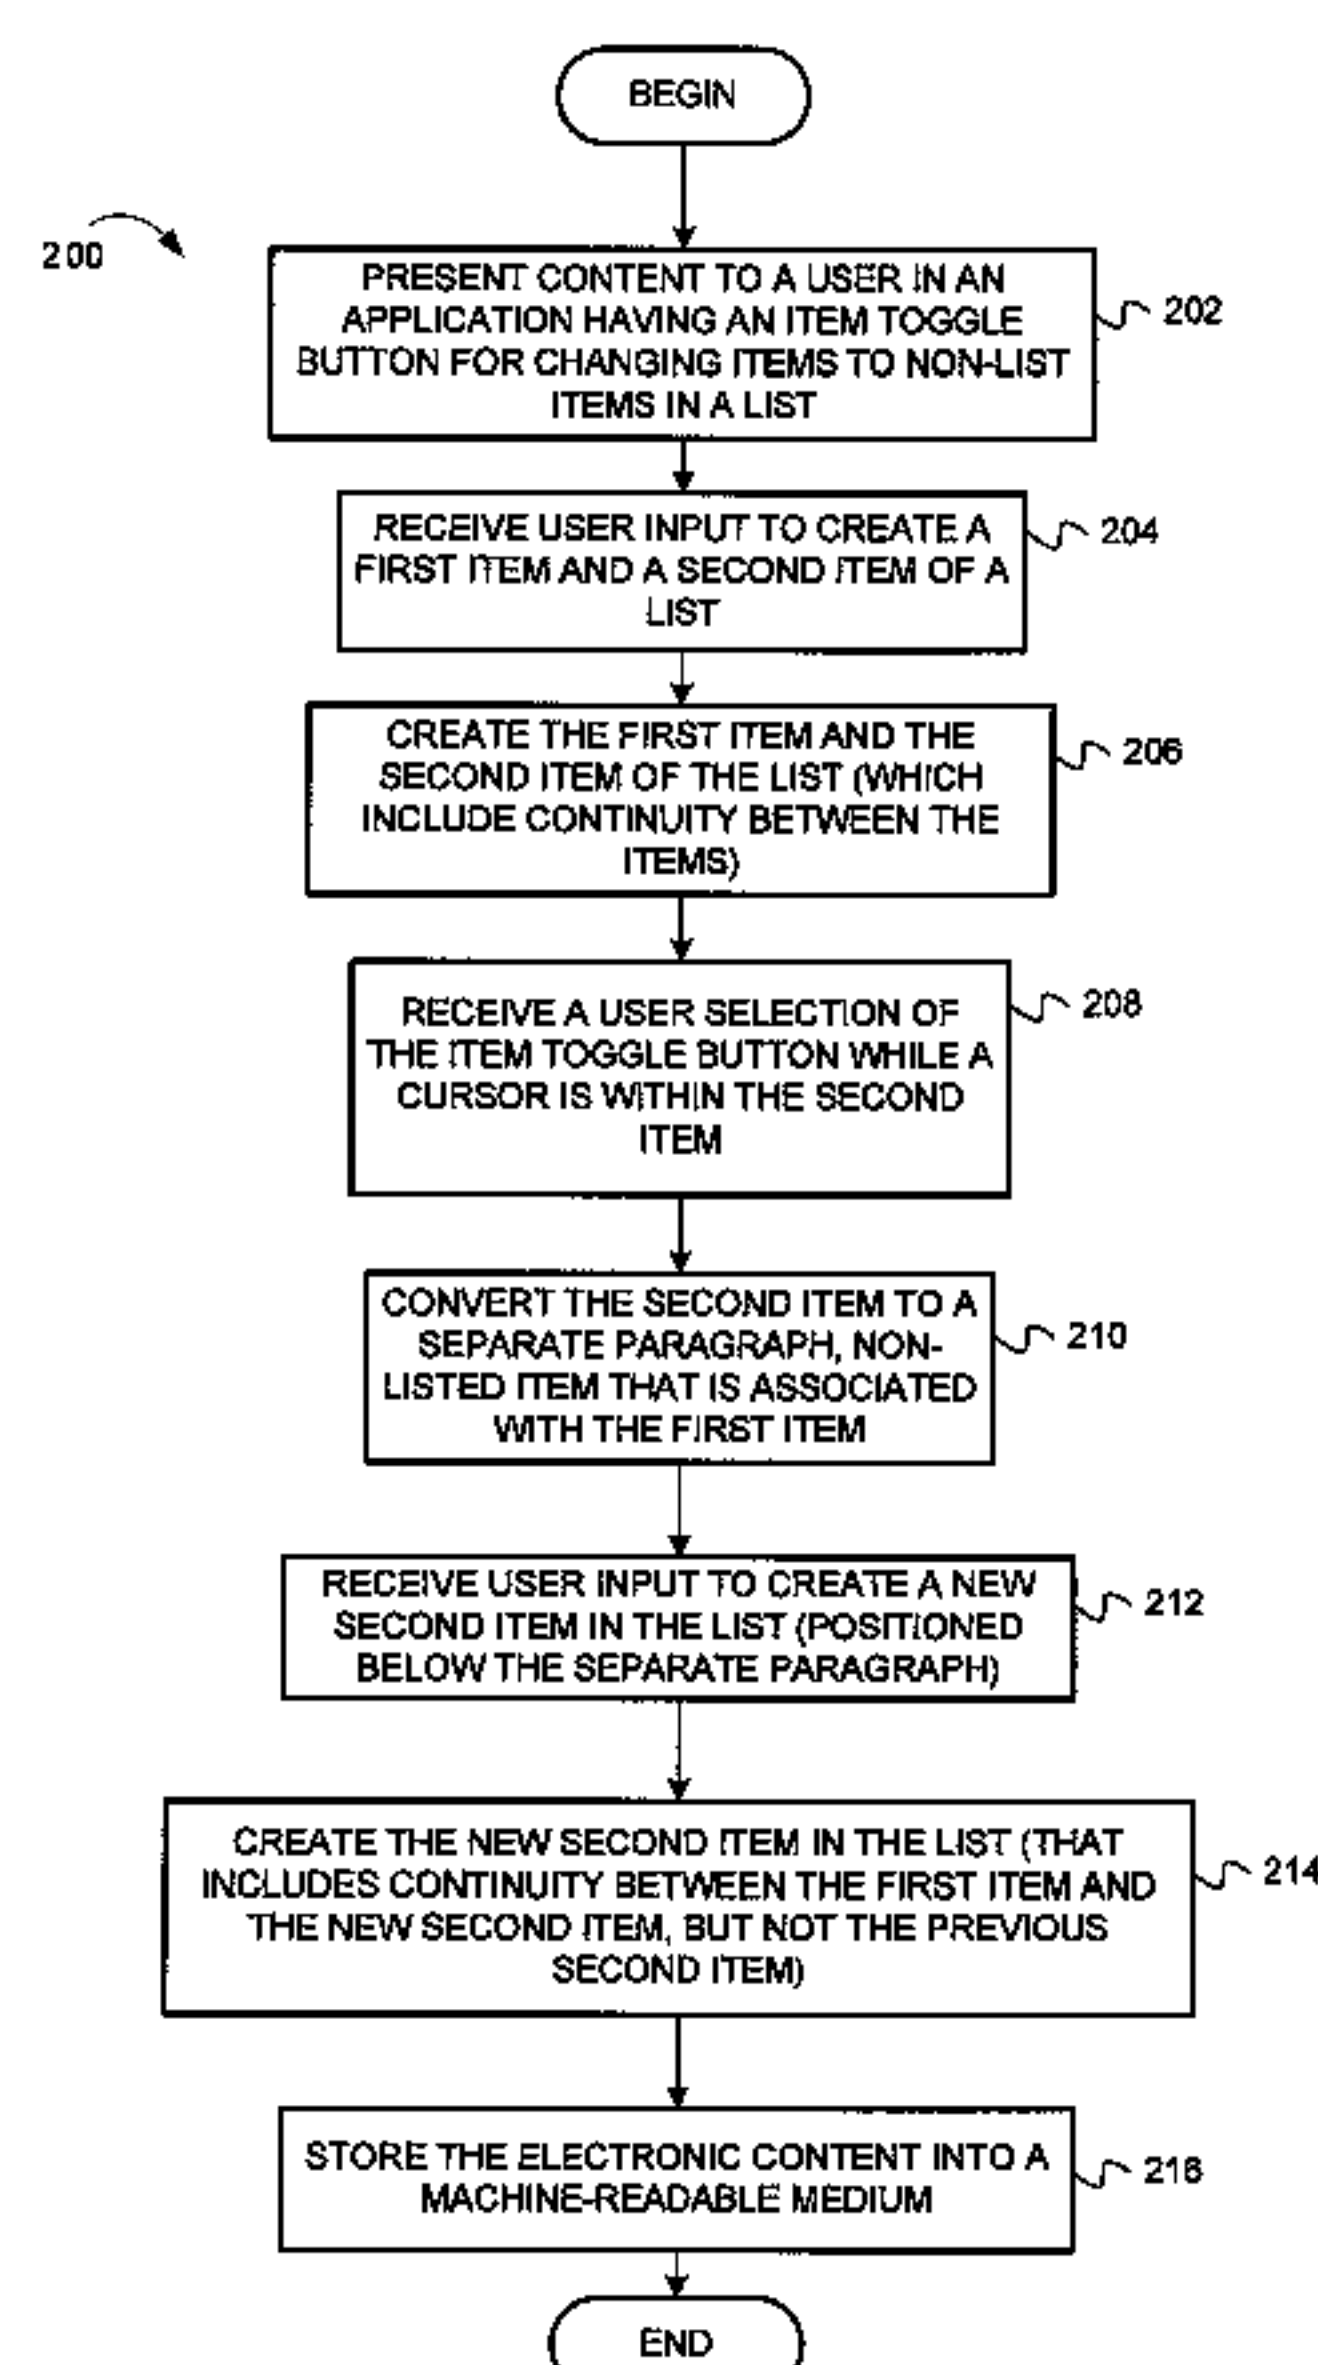 BEGIN
200
PRESENT CONTENT TO A USER IN AN
APPLICATION HAVING AN ITEM TOGGLE
BUTTON FOR CHANGING ITEMS TO NON-LIST
ITEMS IN A LIST
202
RECEIVE USER INPUT TO CREATE A
FIRST ITEM AND A SECOND ITEM OF A
LIST
204
CREATE THE FIRST ITEM AND THE
SECOND ITEM OF THE LIST (WHICH
INCLUDE CONTINUITY BETWEEN THE
ITEMS)
206
RECEIVE A USER SELECTION OF
THE ITEM TOGGLE BUTTON WHILE A
CURSOR IS WITHIN THE SECOND
ITEM
208
CONVERT THE SECOND ITEM TO A
SEPARATE PARAGRAPH, NON-
LISTED ITEM THAT IS ASSOCIATED
WITH THE FIRST ITEM
210
RECEIVE USER INPUT TO CREATE A NEW
SECOND ITEM IN THE LIST (POSITIONED
BELOW THE SEPARATE PARAGRAPH)
212
CREATE THE NEW SECOND ITEM IN THE LIST (THAT
INCLUDES CONTINUITY BETWEEN THE FIRST ITEM AND
THE NEW SECOND ITEM, BUT NOT THE PREVIOUS
SECOND ITEM)
214
STORE THE ELECTRONIC CONTENT INTO A
MACHINE-READABLE MEDIUM
216
END